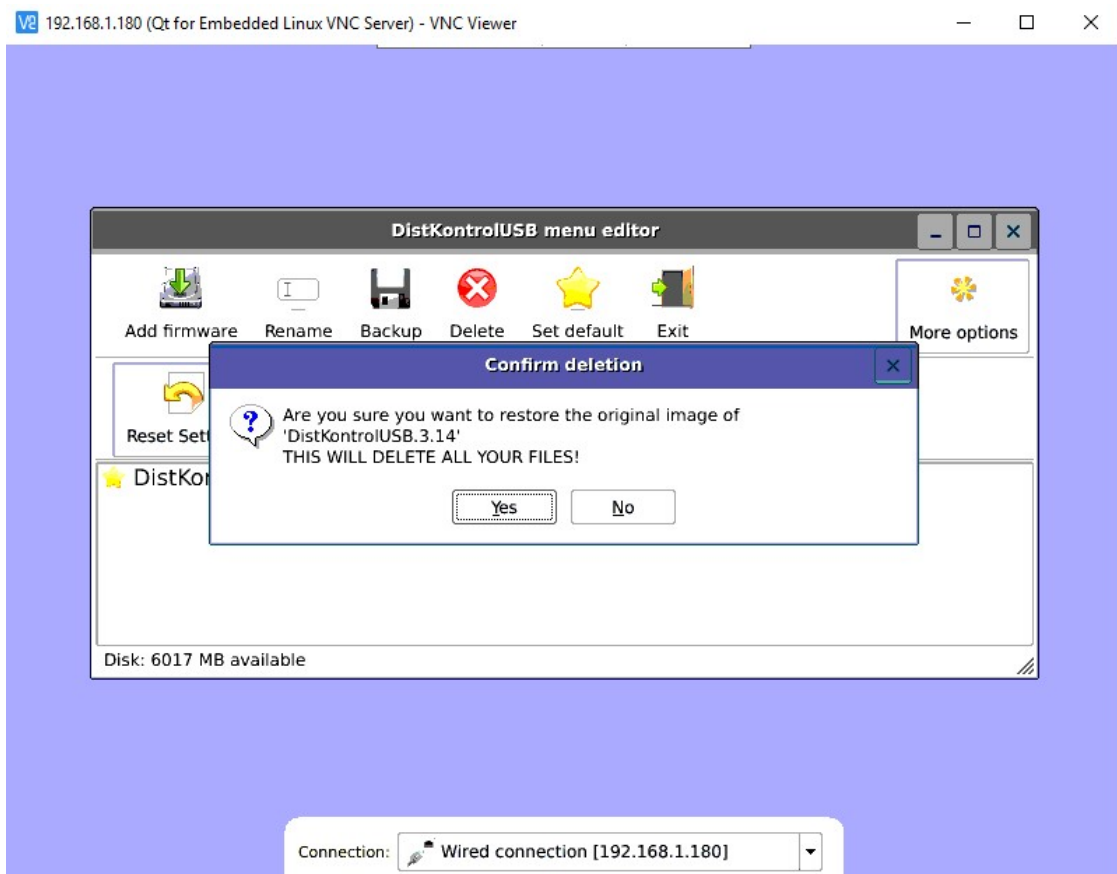 192.168.1.180 (Qt for Embedded Linux VNC Server) - VNC Viewer
DistKontrolUSB menu editor
Add firmware Rename Backup Delete Set default Exit More options
Confirm deletion
Are you sure you want to restore the original image of
'DistKontrolUSB.3.14'
THIS WILL DELETE ALL YOUR FILES!
Reset Sett
Yes No
DistKor
Disk: 6017 MB available
Connection: Wired connection [192.168.1.180]